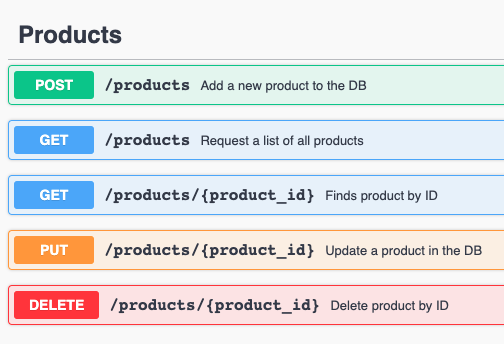 Products
POST /products Add a new product to the DB
GET /products Request a list of all products
GET /products/{product_id} Finds product by ID
PUT /products/{product_id} Update a product in the DB
DELETE /products/{product_id} Delete product by ID